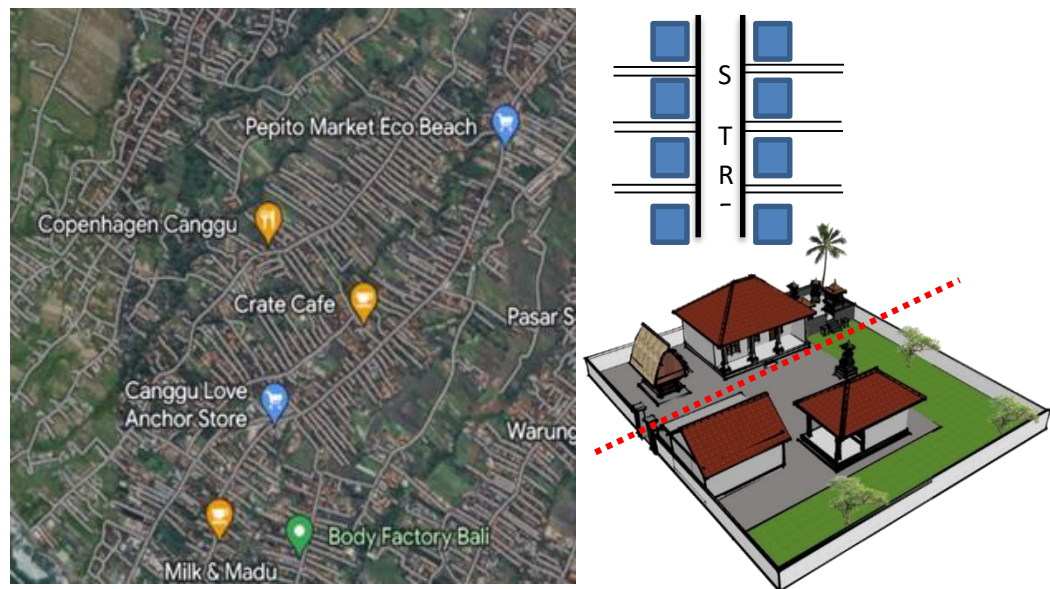 Pepito Market Eco Beach
Copenhagen Canggu
Crate Cafe
Pasar S
Canggu Love
Anchor Store
Warung
Body Factory Bali
Milk & Madu
S
T
R